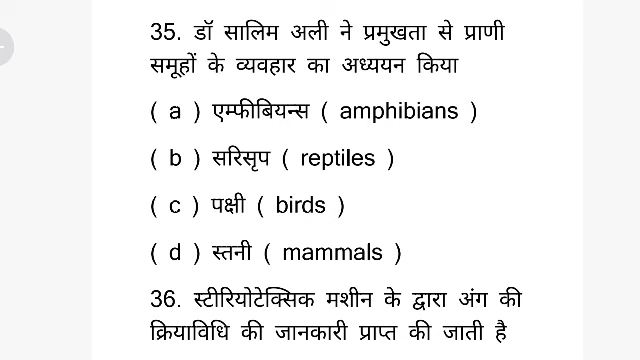 35. डॉ सालिम अली ने प्रमुखता से प्राणी
समूहों के व्यवहार का अध्ययन किया
( a ) एम्फीबियन्स ( amphibians )
( b ) सरिसृप ( reptiles )
( c ) पक्षी ( birds )
( d ) स्तनी ( mammals )
36. स्टीरियोटेक्सिक मशीन के द्वारा अंग की
क्रियाविधि की जानकारी प्राप्त की जाती है